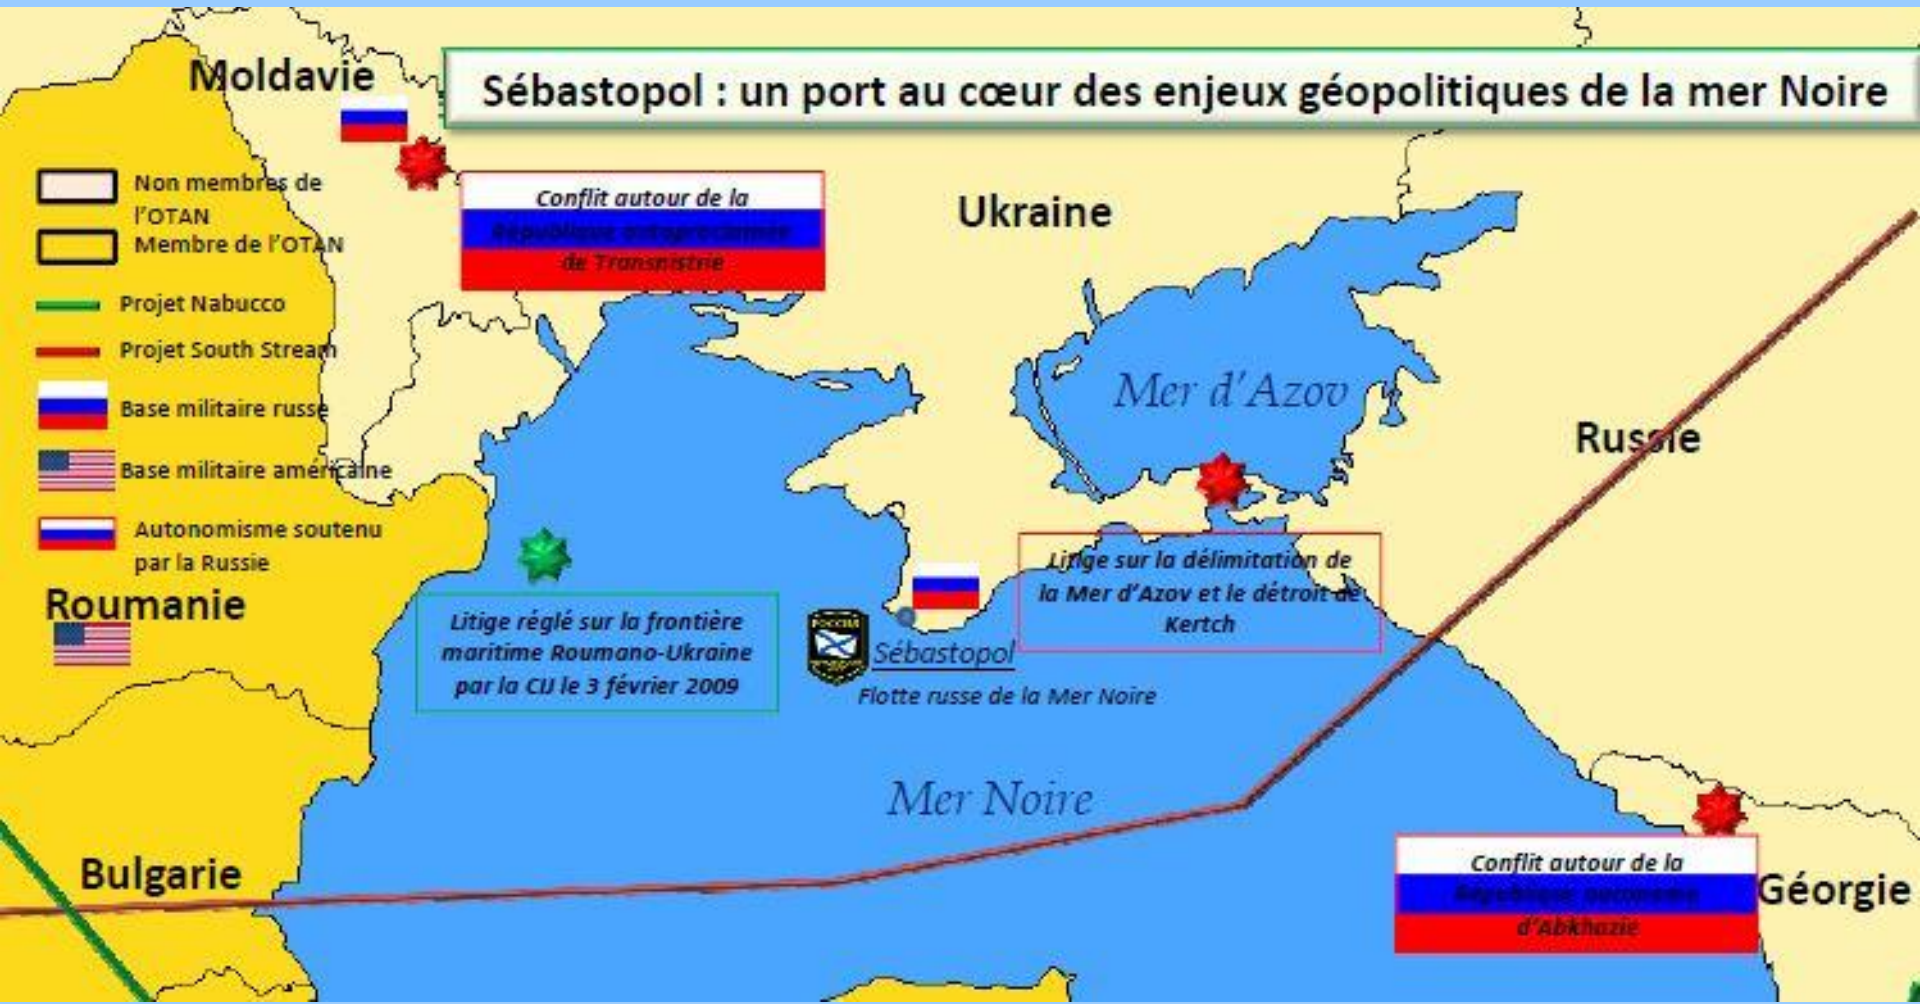 Moldavie
Sébastopol : un port au cœur des enjeux géopolitiques de la mer Noire
Non membres de
l'OTAN
Membre de l'OTAN
Projet Nabucco
Projet South Stream
Base militaire russe
Base militaire américaine
Autonomisme soutenu
par la Russie
Roumanie
Conflit autour de la
République autoproclamée
de Transnistrie
Ukraine
Mer d'Azov
Russie
Litige réglé sur la frontière
maritime Roumano-Ukraine
par la CIJ le 3 février 2009
Litige sur la délimitation de
la Mer d'Azov et le détroit de
Kertch
Sébastopol
Flotte russe de la Mer Noire
Mer Noire
Bulgarie
Conflit autour de la
République autonome
d'Abkhazie
Géorgie